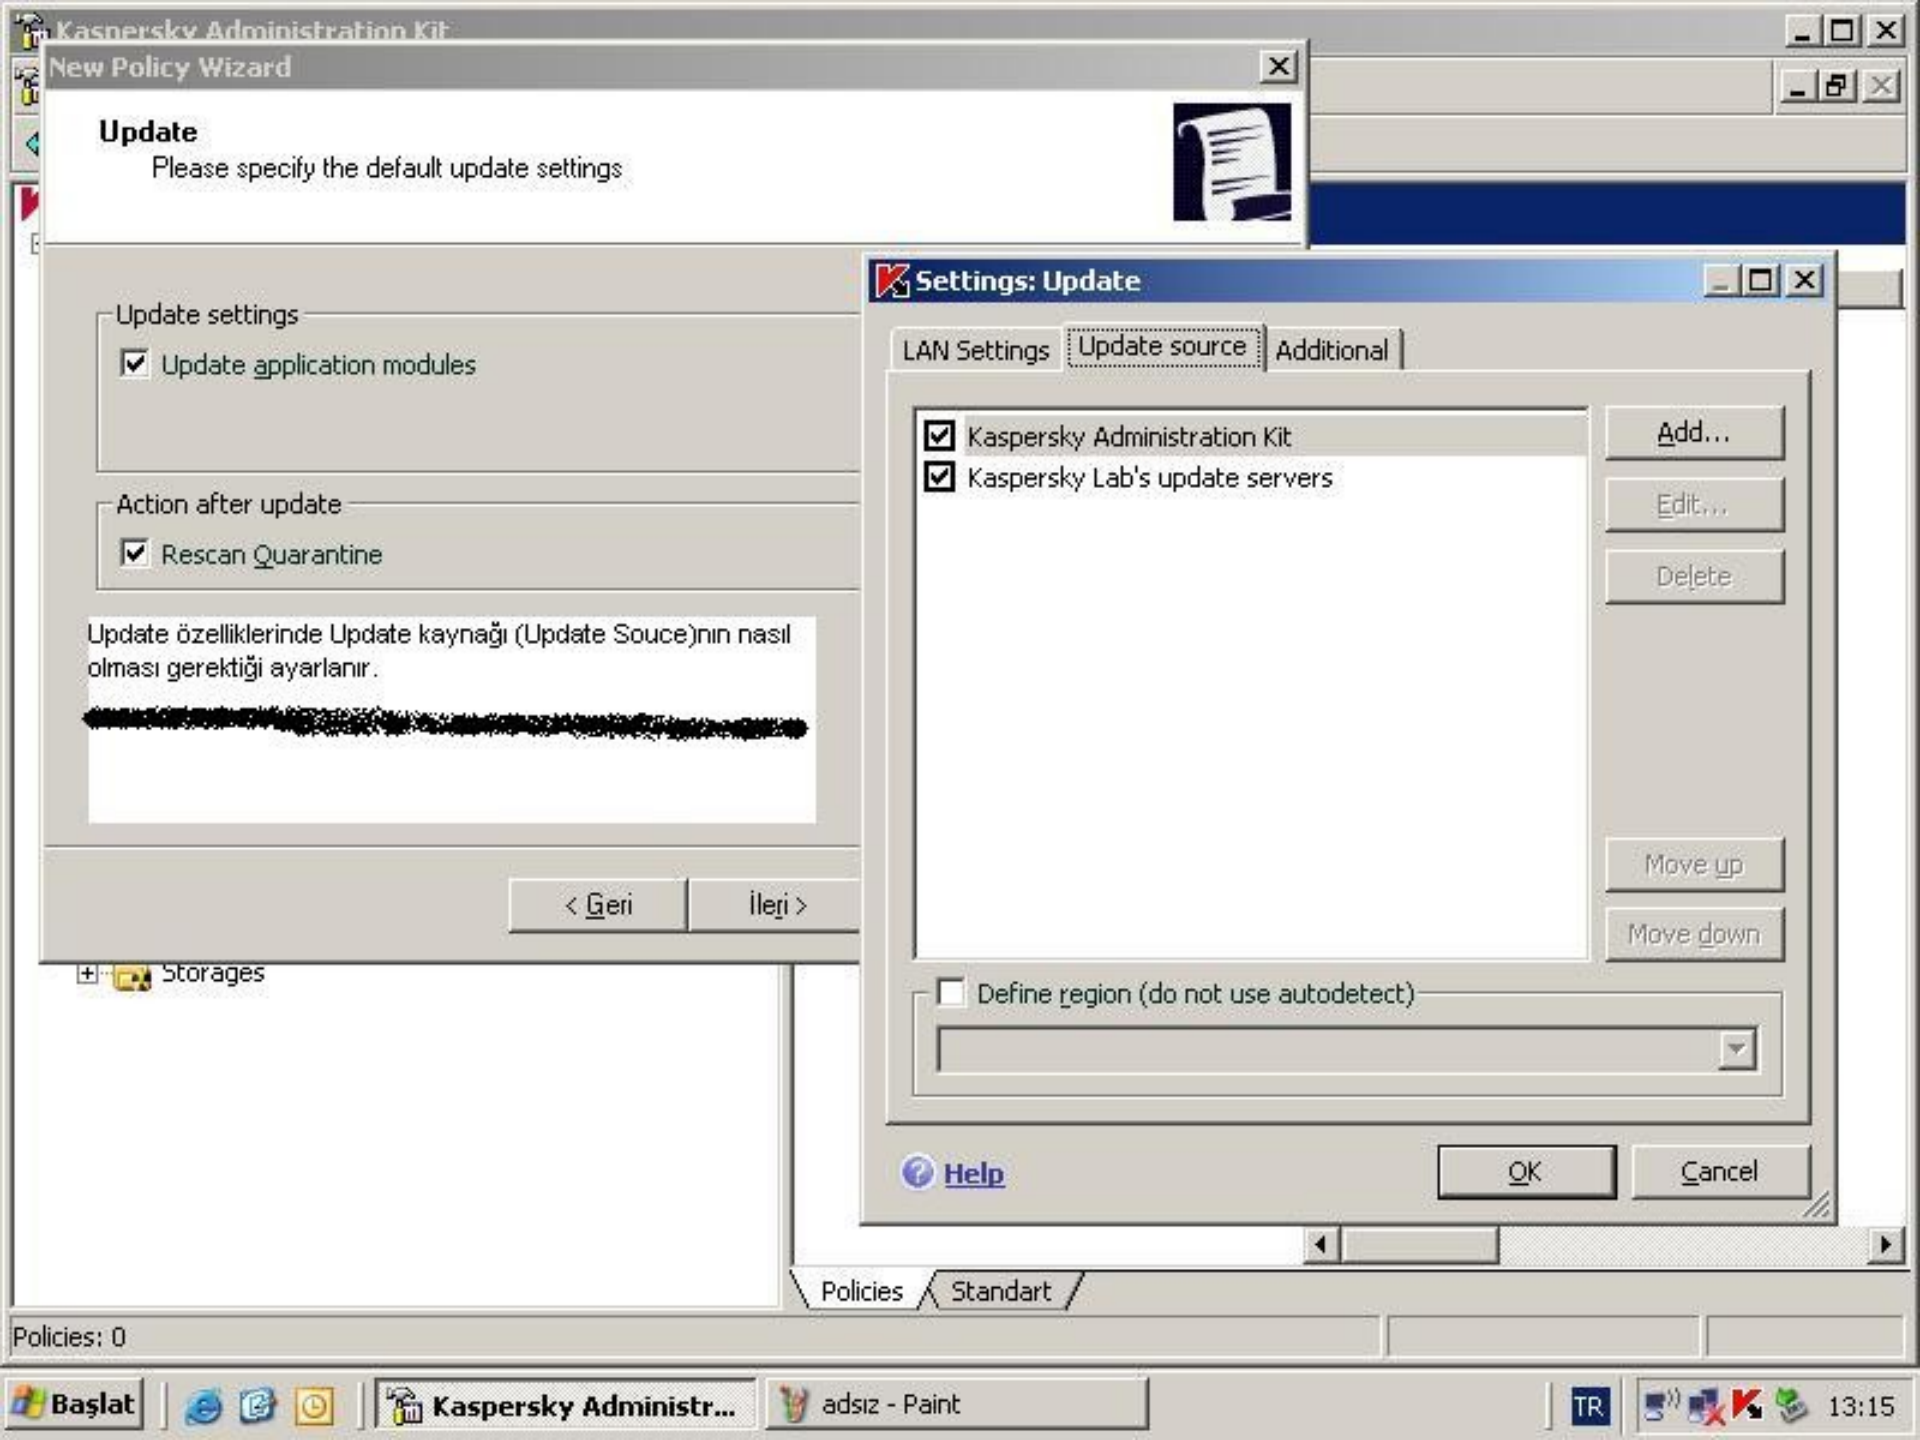 Kaspersky Administration Kit
New Policy Wizard
Update
Please specify the default update settings
Update settings
Update application modules
Action after update
Rescan Quarantine
Update özelliklerinde Update kaynağı (Update Souce)nın nasıl
olması gerektiği ayarlanır.
< Geri
İleri >
Storages
Settings: Update
LAN Settings
Update source
Additional
Kaspersky Administration Kit
Kaspersky Lab's update servers
Add...
Edit...
Delete
Move up
Move down
Define region (do not use autodetect)
Help
OK
Cancel
Policies
Standart
Policies: 0
Başlat
Kaspersky Administr...
adsız - Paint
TR
13:15